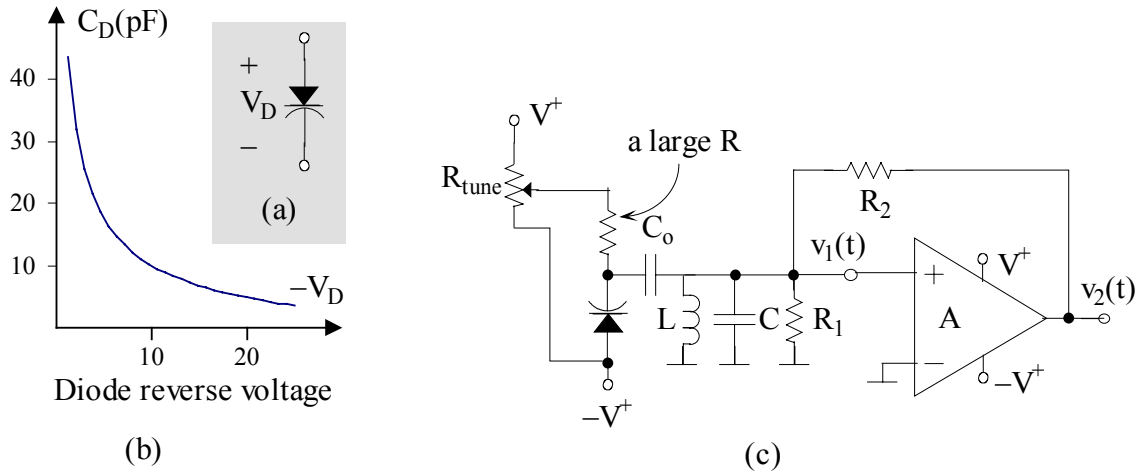 C_D(pF)
40
30
20
10
10
20
−V_D
Diode reverse voltage
(b)
+
V_D
−
(a)
V⁺
R_tune
a large R
C_o
−V⁺
L
C
R_1
R_2
v_1(t)
+
−
A
V⁺
−V⁺
v_2(t)
(c)